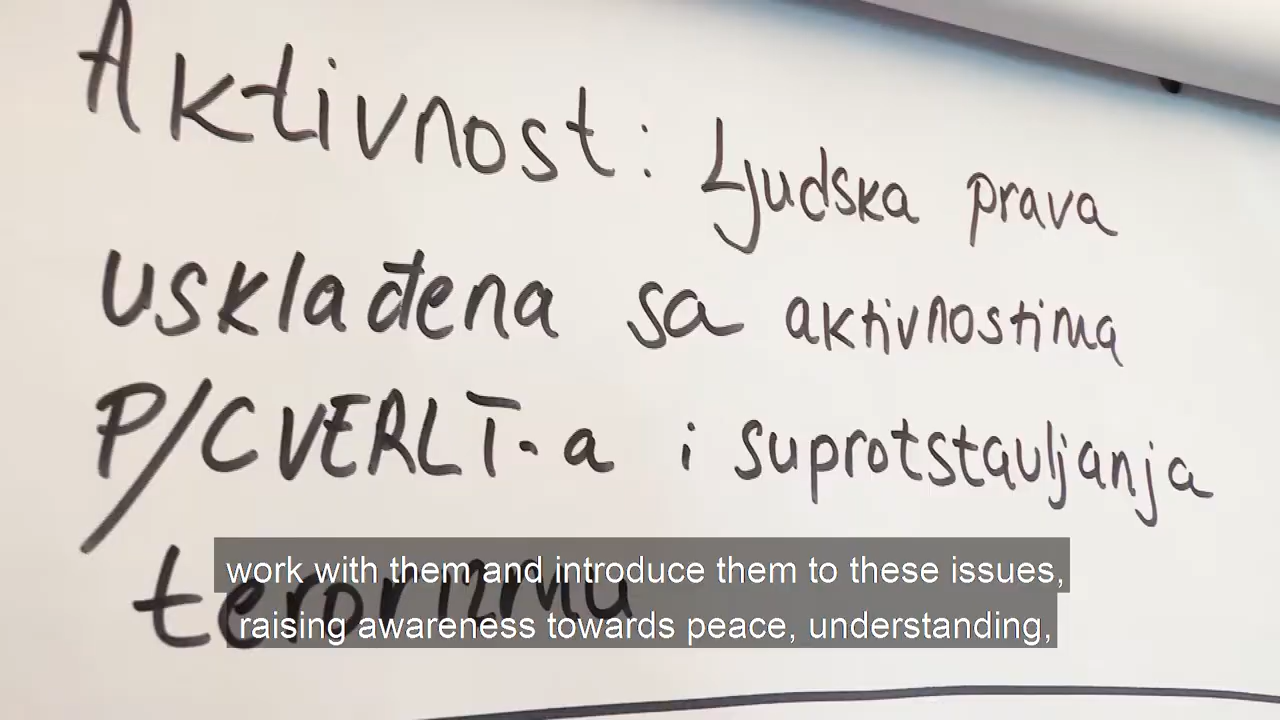 Aktivnost: Ljudska prava
usklađena sa aktivnostima
P/CVERLT-a i suprotstavljanja
terorizmu
work with them and introduce them to these issues,
raising awareness towards peace, understanding,